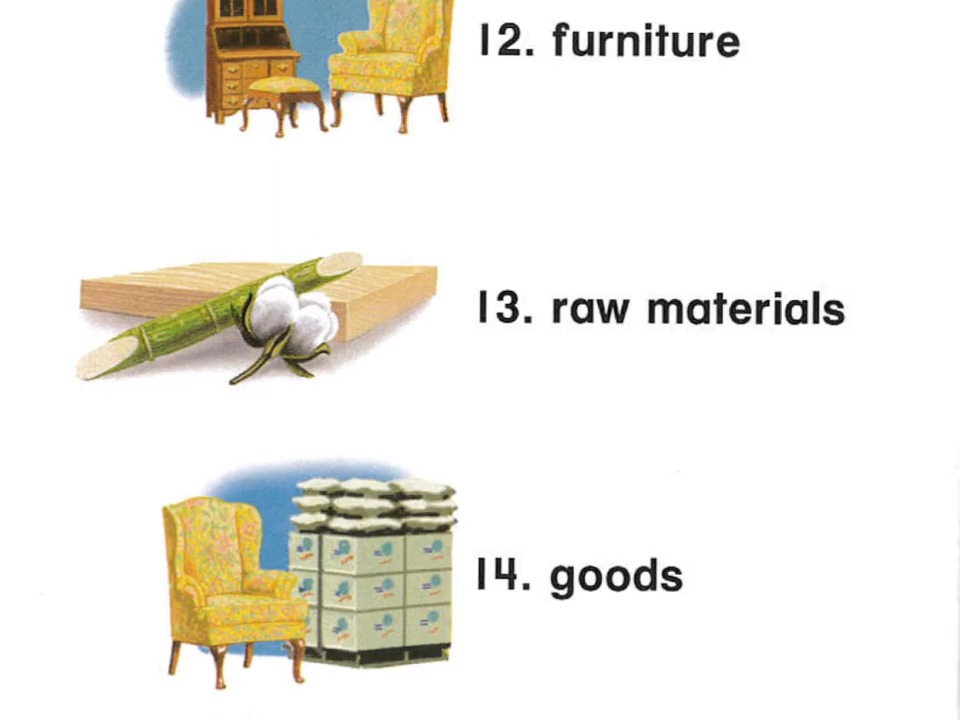 12. furniture
13. raw materials
14. goods